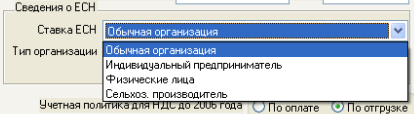 Сведения о ЕСН
Ставка ЕСН Обычная организация
Тип организации Обычная организация
Индивидуальный предприниматель
Физические лица
Сельхоз. производитель
Учетная политика для НДС до 2006 года По оплате По отгрузке